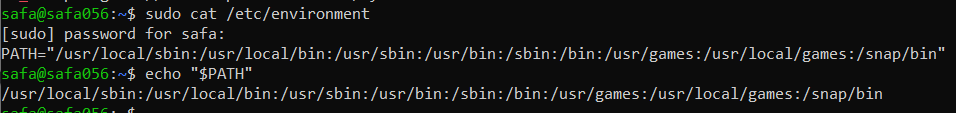 safa@safa056:~$ sudo cat /etc/environment
[sudo] password for safa:
PATH="/usr/local/sbin:/usr/local/bin:/usr/sbin:/usr/bin:/sbin:/bin:/usr/games:/usr/local/games:/snap/bin"
safa@safa056:~$ echo "$PATH"
/usr/local/sbin:/usr/local/bin:/usr/sbin:/usr/bin:/sbin:/bin:/usr/games:/usr/local/games:/snap/bin
safa@safa056:~$